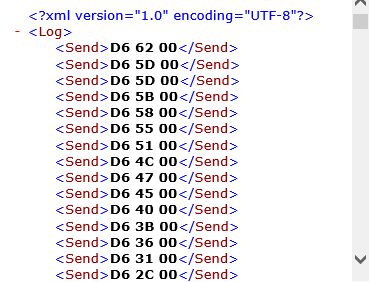 <?xml version="1.0" encoding="UTF-8"?>
- <Log>
<Send>D6 62 00</Send>
<Send>D6 5D 00</Send>
<Send>D6 5D 00</Send>
<Send>D6 5B 00</Send>
<Send>D6 58 00</Send>
<Send>D6 55 00</Send>
<Send>D6 51 00</Send>
<Send>D6 4C 00</Send>
<Send>D6 47 00</Send>
<Send>D6 45 00</Send>
<Send>D6 40 00</Send>
<Send>D6 3B 00</Send>
<Send>D6 36 00</Send>
<Send>D6 31 00</Send>
<Send>D6 2C 00</Send>